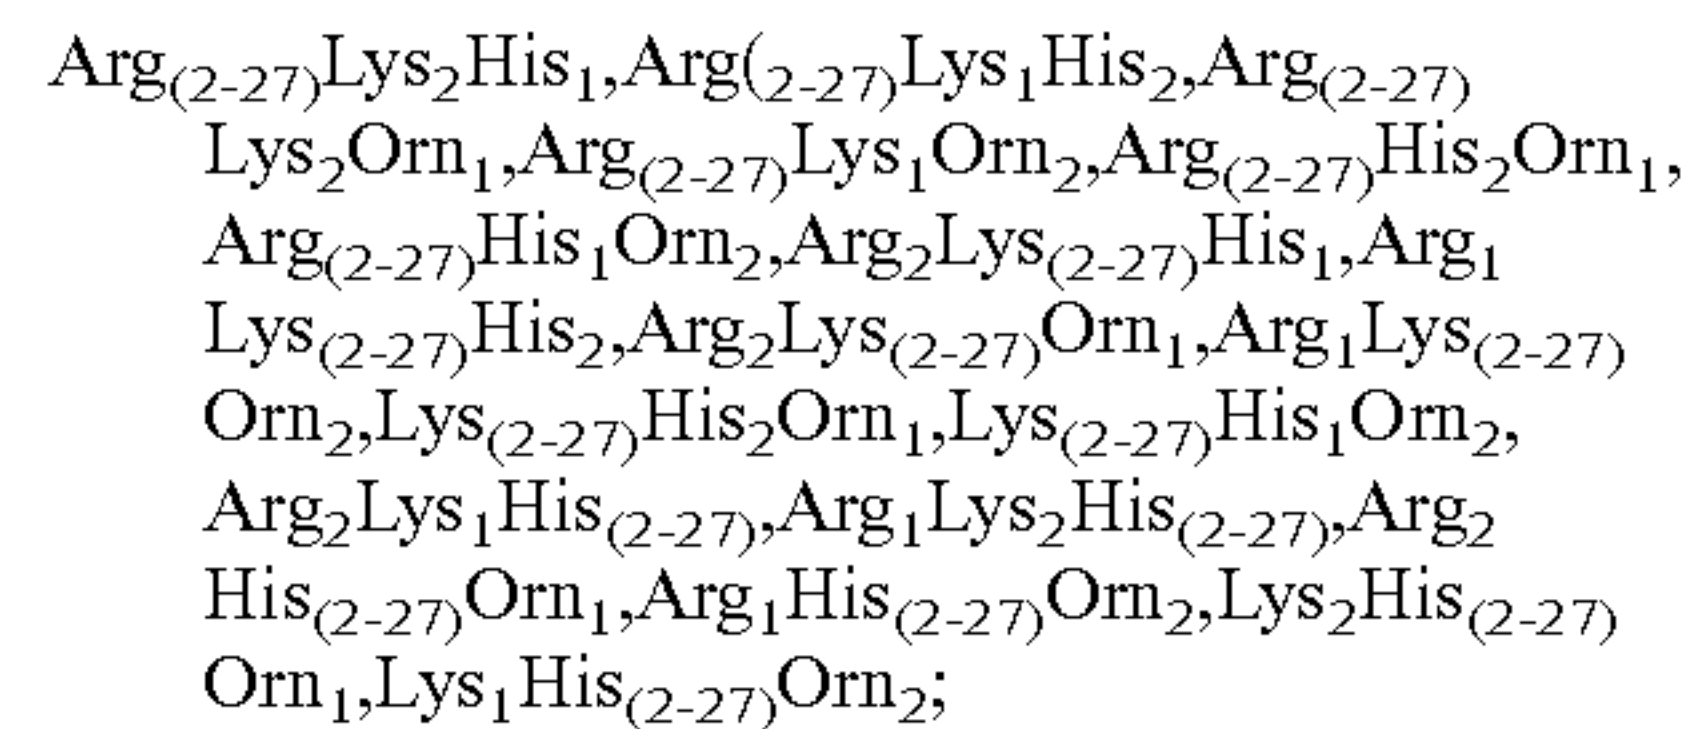 Arg₍₂₋₂₇₎Lys₂His₁,Arg(₂₋₂₇₎Lys₁His₂,Arg₍₂₋₂₇₎
Lys₂Orn₁,Arg₍₂₋₂₇₎Lys₁Orn₂,Arg₍₂₋₂₇₎His₂Orn₁,
Arg₍₂₋₂₇₎His₁Orn₂,Arg₂Lys₍₂₋₂₇₎His₁,Arg₁
Lys₍₂₋₂₇₎His₂,Arg₂Lys₍₂₋₂₇₎Orn₁,Arg₁Lys₍₂₋₂₇₎
Orn₂,Lys₍₂₋₂₇₎His₂Orn₁,Lys₍₂₋₂₇₎His₁Orn₂,
Arg₂Lys₁His₍₂₋₂₇₎,Arg₁Lys₂His₍₂₋₂₇₎,Arg₂
His₍₂₋₂₇₎Orn₁,Arg₁His₍₂₋₂₇₎Orn₂,Lys₂His₍₂₋₂₇₎
Orn₁,Lys₁His₍₂₋₂₇₎Orn₂;